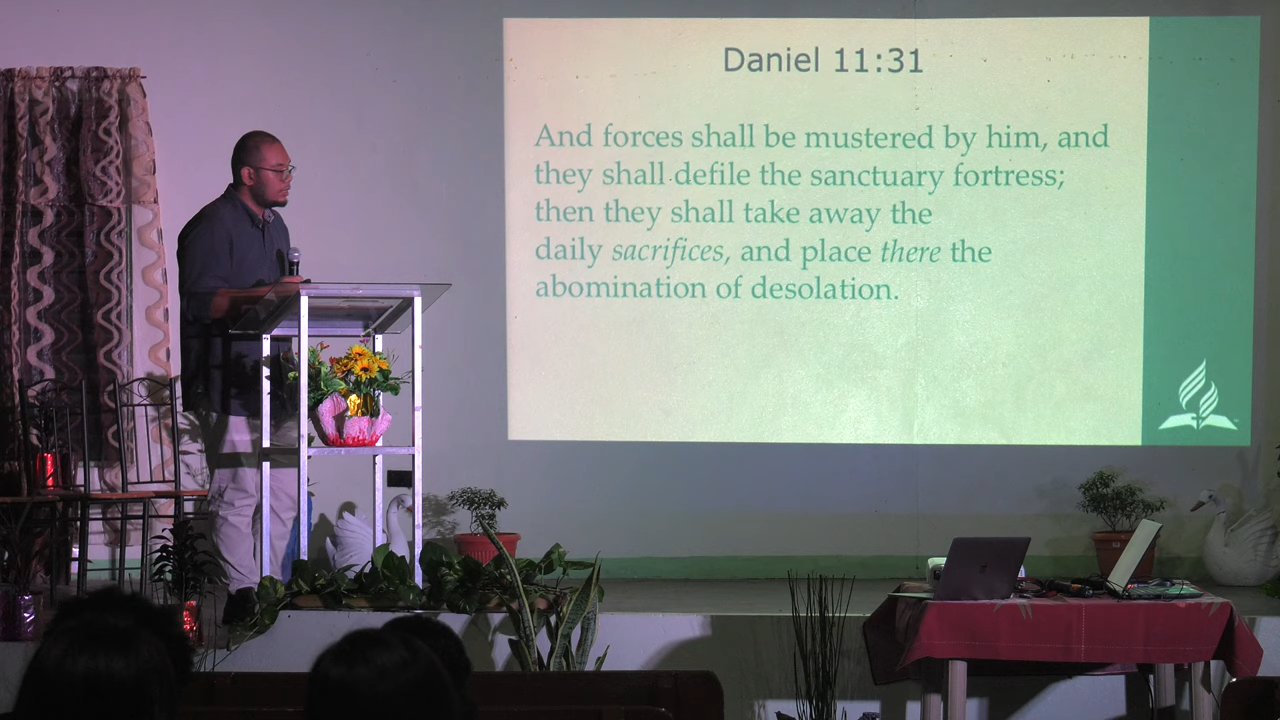 Daniel 11:31
And forces shall be mustered by him, and
they shall defile the sanctuary fortress;
then they shall take away the
daily sacrifices, and place there the
abomination of desolation.